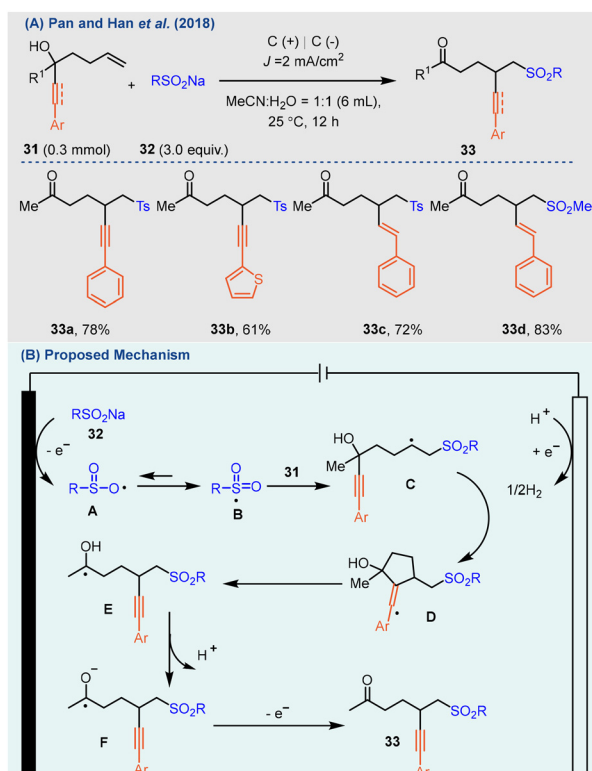 (A) Pan and Han et al. (2018)
HO
R¹
Ar
+
RSO₂Na
C (+) | C (-)
J =2 mA/cm²
MeCN:H₂O = 1:1 (6 mL),
25 °C, 12 h
O
R¹
SO₂R
Ar
31 (0.3 mmol)
32 (3.0 equiv.)
33
O
Me
Ts
O
Me
Ts
S
O
Me
Ts
O
Me
SO₂Me
33a, 78%
33b, 61%
33c, 72%
33d, 83%
(B) Proposed Mechanism
RSO₂Na
32
- e⁻
O
R-S-O•
A
O
R-S=O
•
B
31
HO
Me
•
SO₂R
Ar
C
H⁺
+ e⁻
1/2H₂
OH
•
SO₂R
Ar
E
HO
Me
SO₂R
Ar
•
D
H⁺
O⁻
•
SO₂R
Ar
F
- e⁻
O
SO₂R
33
Ar